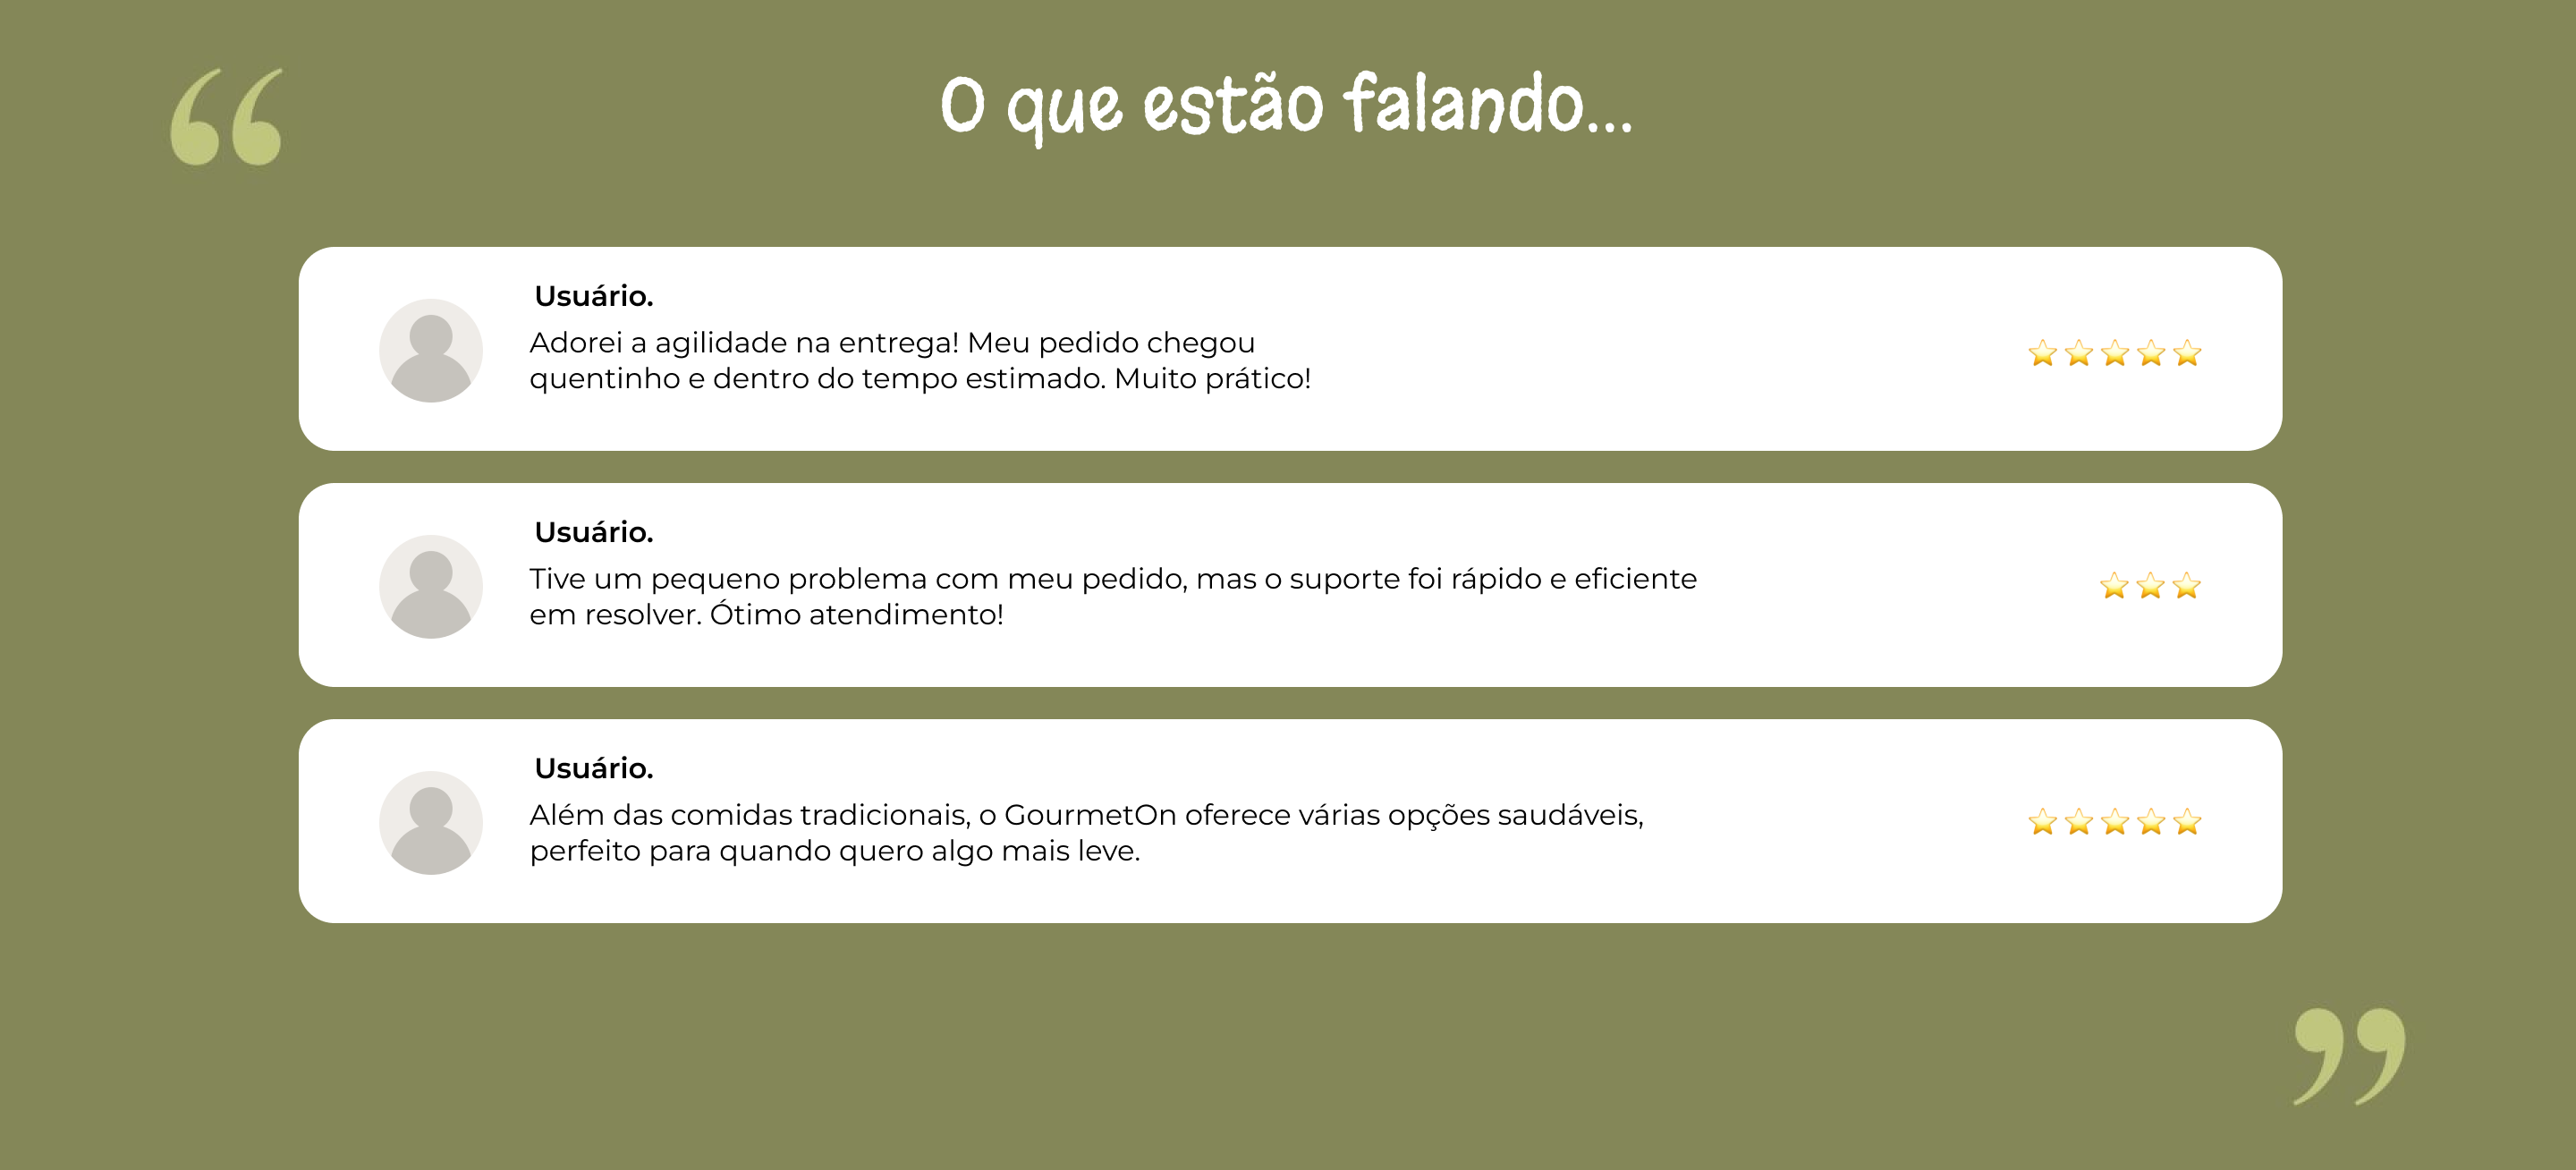 O que estão falando...
Usuário.
Adorei a agilidade na entrega! Meu pedido chegou
quentinho e dentro do tempo estimado. Muito prático!
Usuário.
Tive um pequeno problema com meu pedido, mas o suporte foi rápido e eficiente
em resolver. Ótimo atendimento!
Usuário.
Além das comidas tradicionais, o GourmetOn oferece várias opções saudáveis,
perfeito para quando quero algo mais leve.